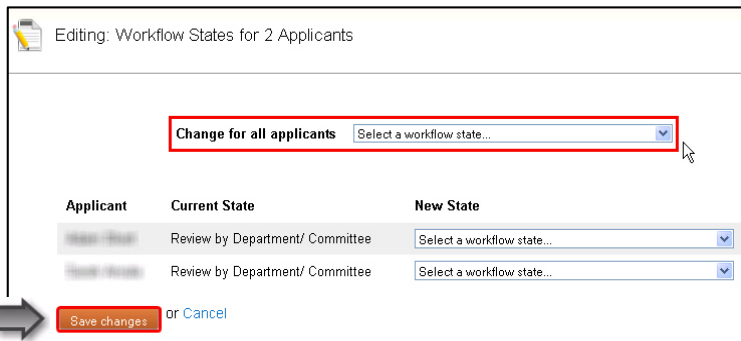 Editing: Workflow States for 2 Applicants
Change for all applicants Select a workflow state...
Applicant Current State New State
Review by Department/ Committee Select a workflow state...
Review by Department/ Committee Select a workflow state...
Save changes or Cancel